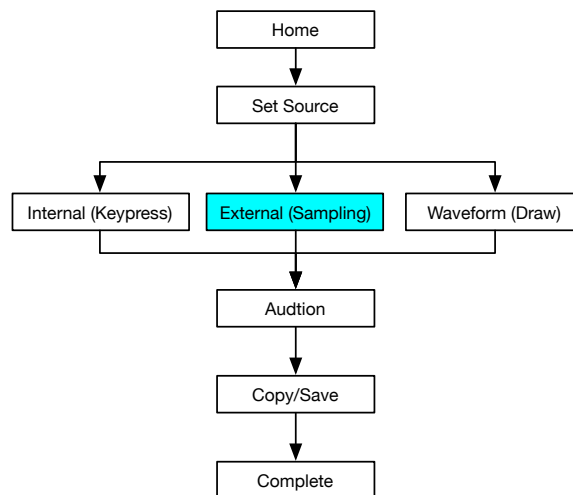 Home
Set Source
Internal (Keypress)
External (Sampling)
Waveform (Draw)
Audtion
Copy/Save
Complete